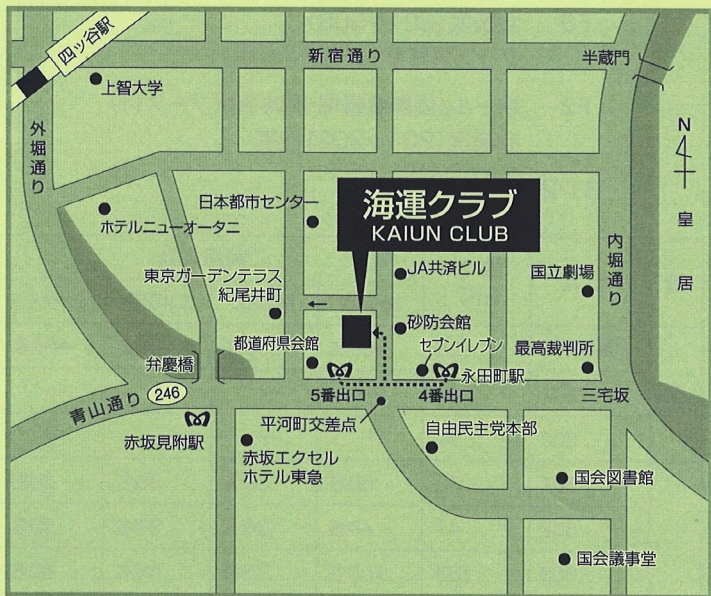 四ッ谷駅
新宿通り
半蔵門
上智大学
外堀通り
N
皇居
日本都市センター
海運クラブ
KAIUN CLUB
ホテルニューオータニ
JA共済ビル
国立劇場
内堀通り
東京ガーデンテラス
紀尾井町
←
砂防会館
都道府県会館
セブンイレブン
最高裁判所
弁慶橋
永田町駅
246
5番出口
4番出口
三宅坂
青山通り
平河町交差点
自由民主党本部
赤坂見附駅
赤坂エクセル
ホテル東急
国会図書館
国会議事堂